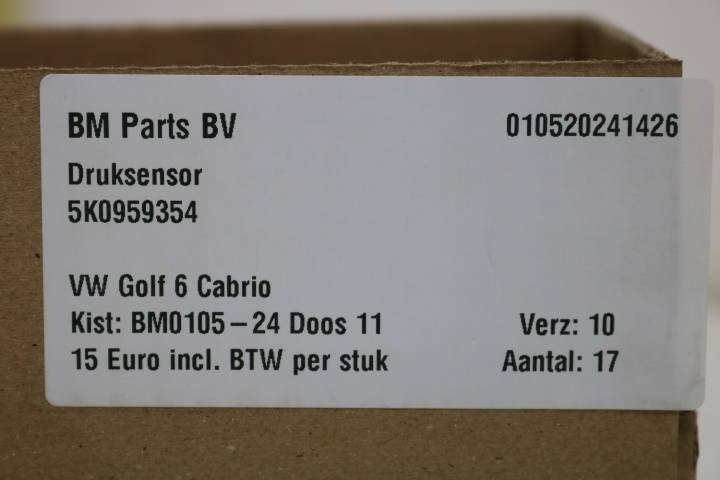 BM Parts BV 010520241426
Druksensor
5K0959354
VW Golf 6 Cabrio
Kist: BM0105-24 Doos 11 Verz: 10
15 Euro incl. BTW per stuk Aantal: 17